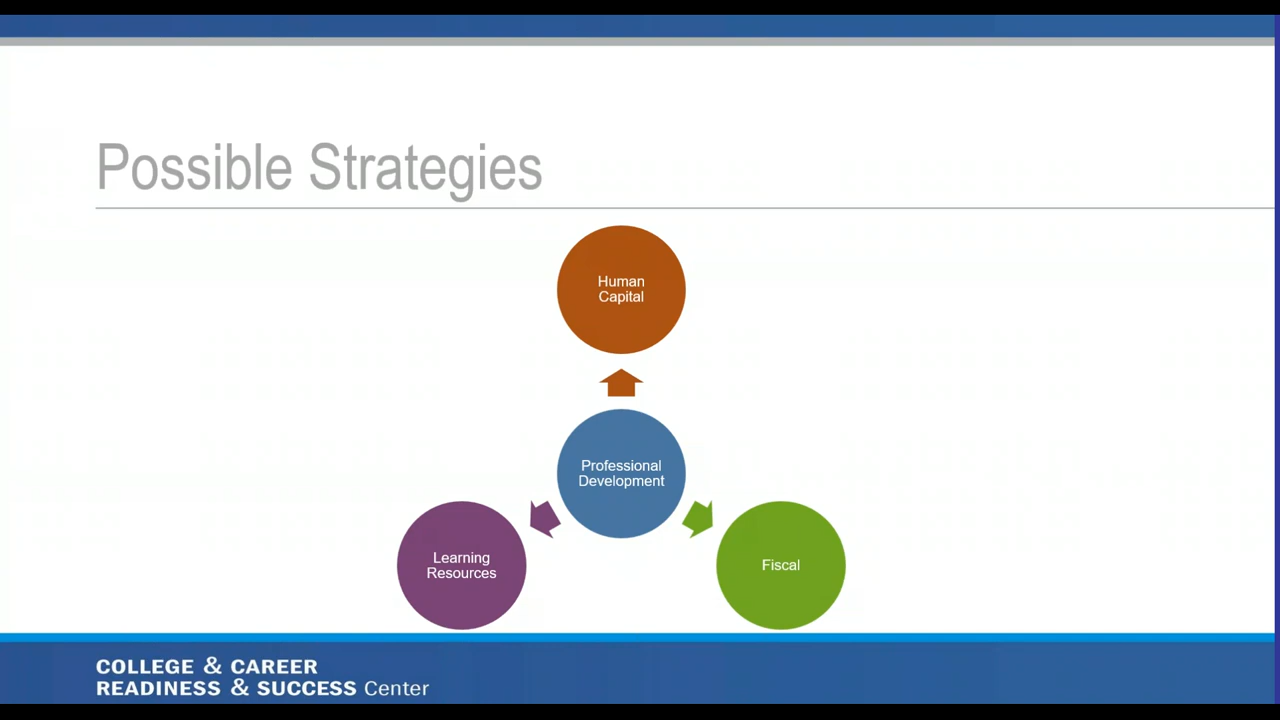 Possible Strategies
Human
Capital
Professional
Development
Learning
Resources
Fiscal
COLLEGE & CAREER
READINESS & SUCCESS Center